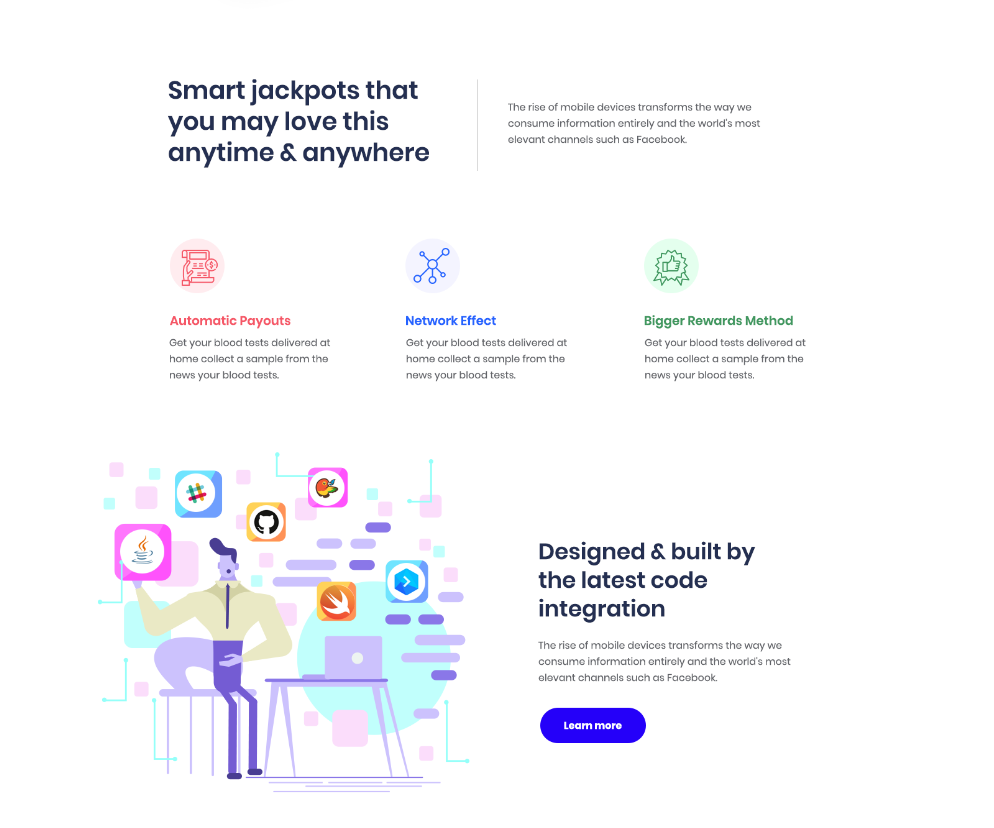 Smart jackpots that
you may love this
anytime & anywhere
The rise of mobile devices transforms the way we
consume information entirely and the world's most
elevant channels such as Facebook.
Automatic Payouts
Get your blood tests delivered at
home collect a sample from the
news your blood tests.
Network Effect
Get your blood tests delivered at
home collect a sample from the
news your blood tests.
Bigger Rewards Method
Get your blood tests delivered at
home collect a sample from the
news your blood tests.
Designed & built by
the latest code
integration
The rise of mobile devices transforms the way we
consume information entirely and the world's most
elevant channels such as Facebook.
Learn more